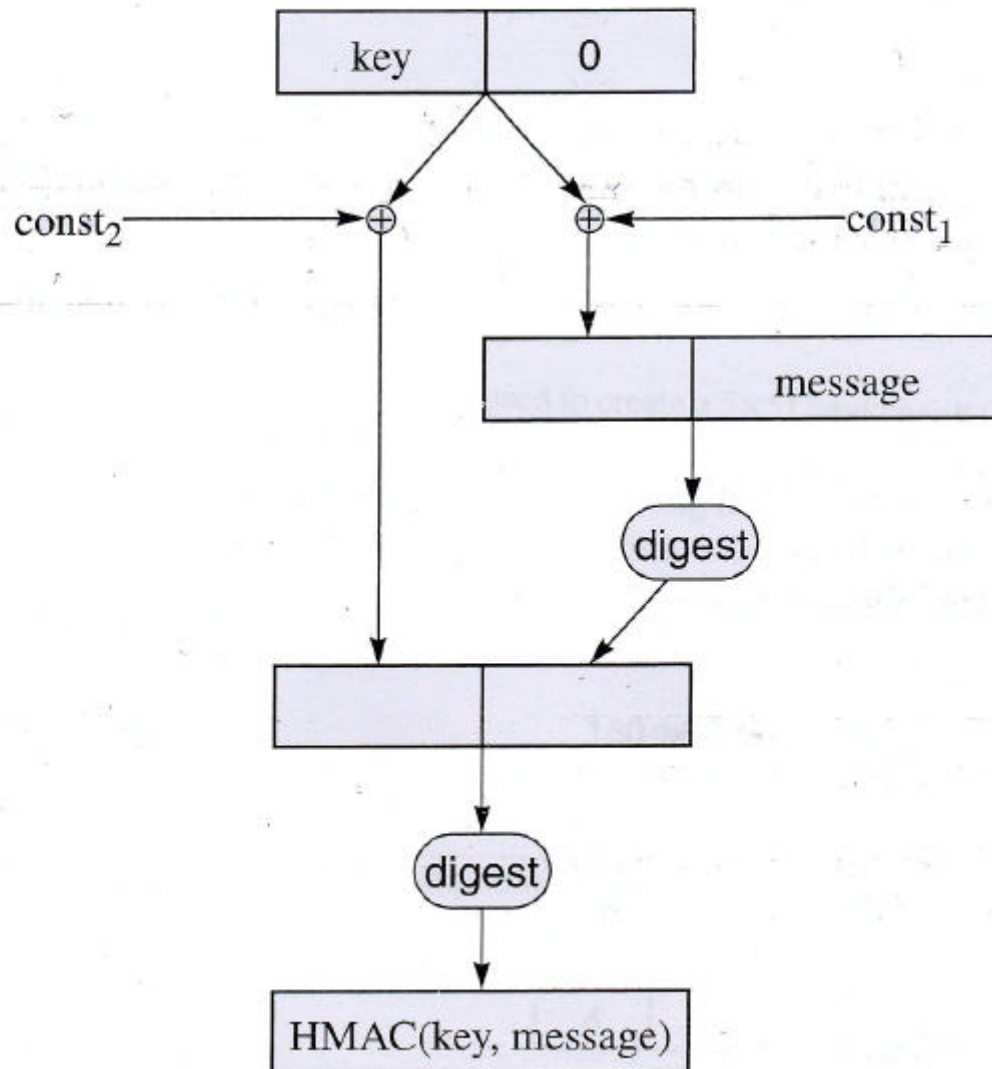 key 0
const₂ const₁
message
digest
digest
HMAC(key, message)